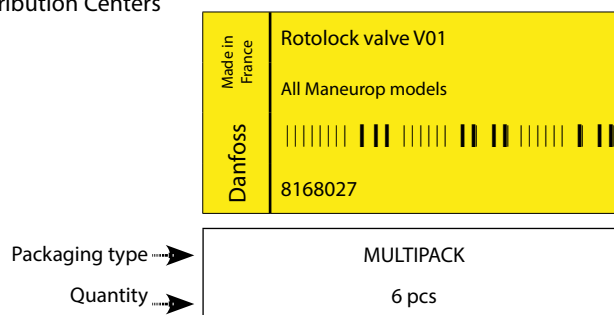 ribution Centers
Made in
France
Danfoss
Rotolock valve V01
All Maneurop models
8168027
Packaging type
MULTIPACK
Quantity
6 pcs